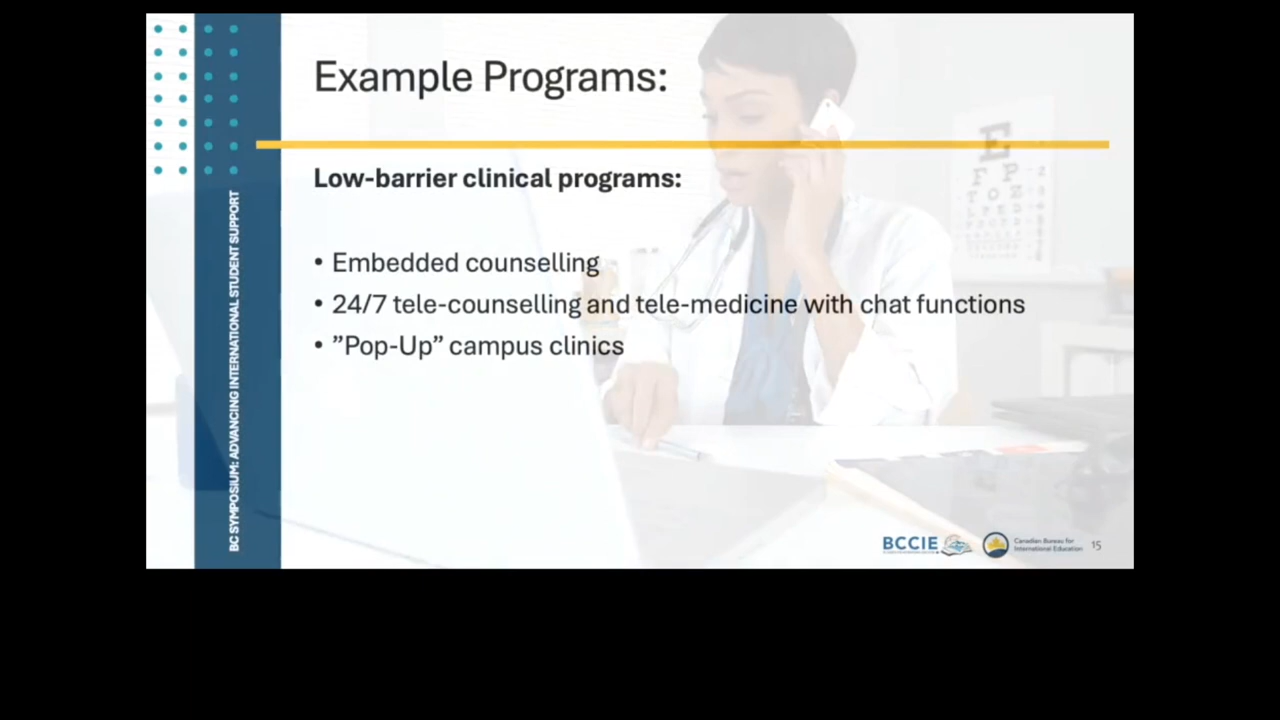 Example Programs:
Low-barrier clinical programs:
• Embedded counselling
• 24/7 tele-counselling and tele-medicine with chat functions
• ”Pop-Up” campus clinics
BC SYMPOSIUM: ADVANCING INTERNATIONAL STUDENT SUPPORT
E
F P
T O Z
BCCIE
Canadian Bureau for
International Education
15